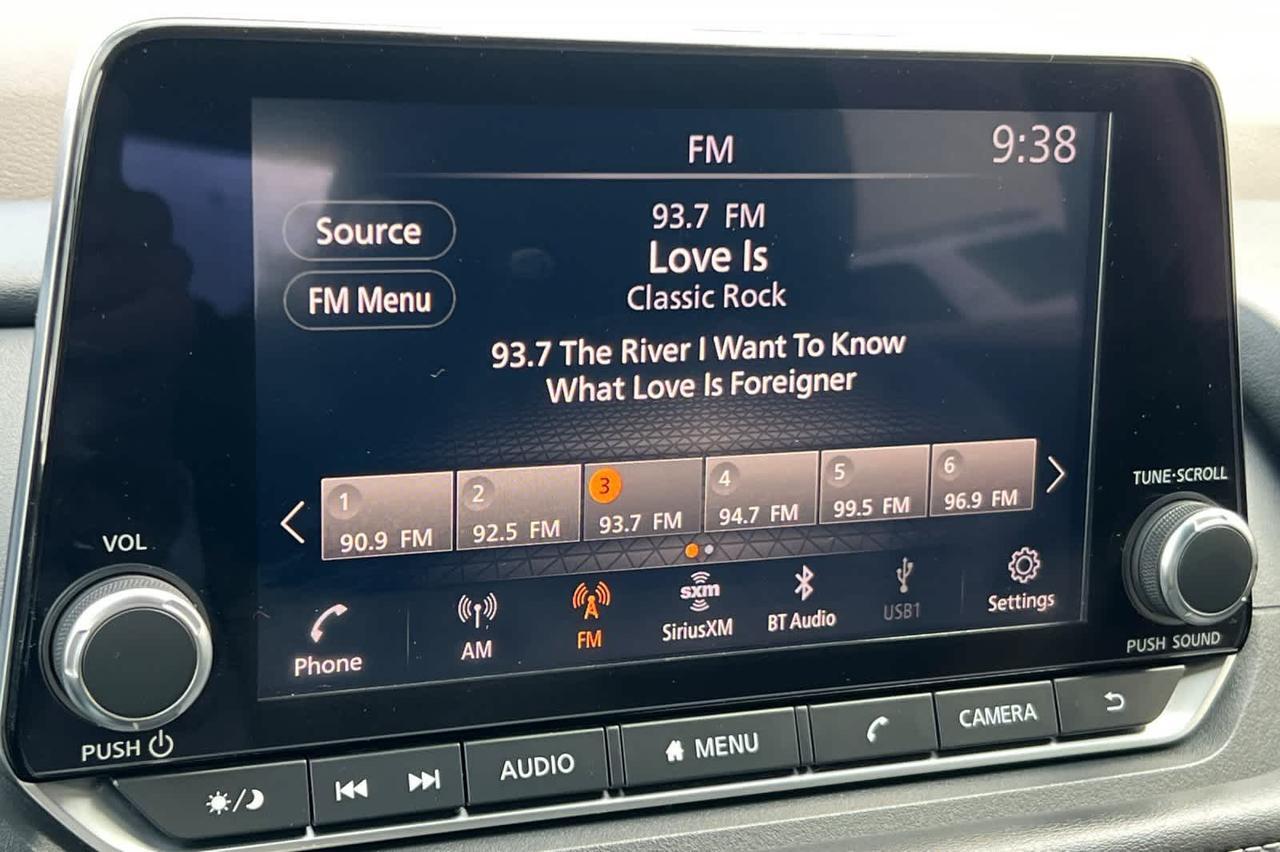 FM
9:38
Source
FM Menu
93.7 FM
Love Is
Classic Rock
93.7 The River I Want To Know
What Love Is Foreigner
1
90.9 FM
2
92.5 FM
3
93.7 FM
4
94.7 FM
5
99.5 FM
6
96.9 FM
Phone
AM
FM
sxm
SiriusXM
BT Audio
USB1
Settings
VOL
PUSH
TUNE·SCROLL
PUSH SOUND
AUDIO
MENU
CAMERA